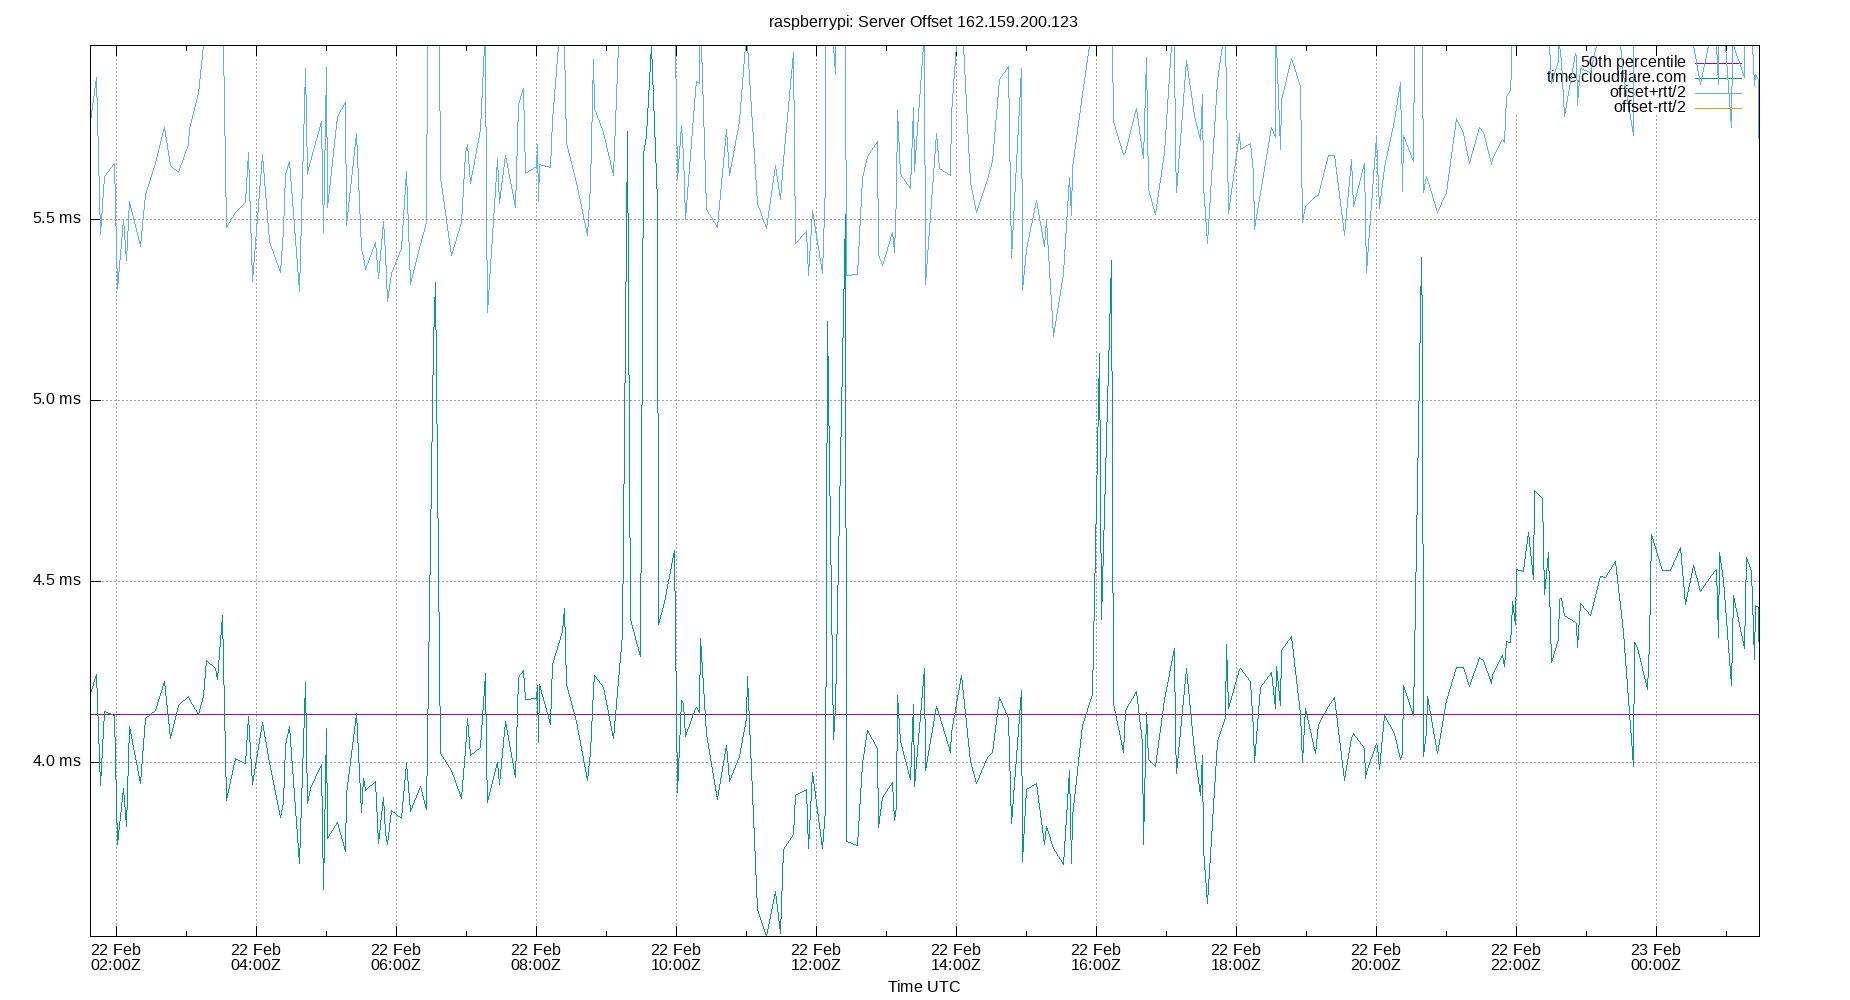 raspberrypi: Server Offset 162.159.200.123
50th percentile
time.cloudflare.com
offset+rtt/2
offset+rtt/2
5.5 ms
5.0 ms
4.5 ms
4.0 ms
22 Feb 22 Feb 22 Feb 22 Feb 22 Feb 22 Feb 22 Feb 22 Feb 22 Feb 22 Feb 22 Feb 23 Feb
02:00Z 04:00Z 06:00Z 08:00Z 10:00Z 12:00Z 14:00Z 16:00Z 18:00Z 20:00Z 22:00Z 00:00Z
Time UTC